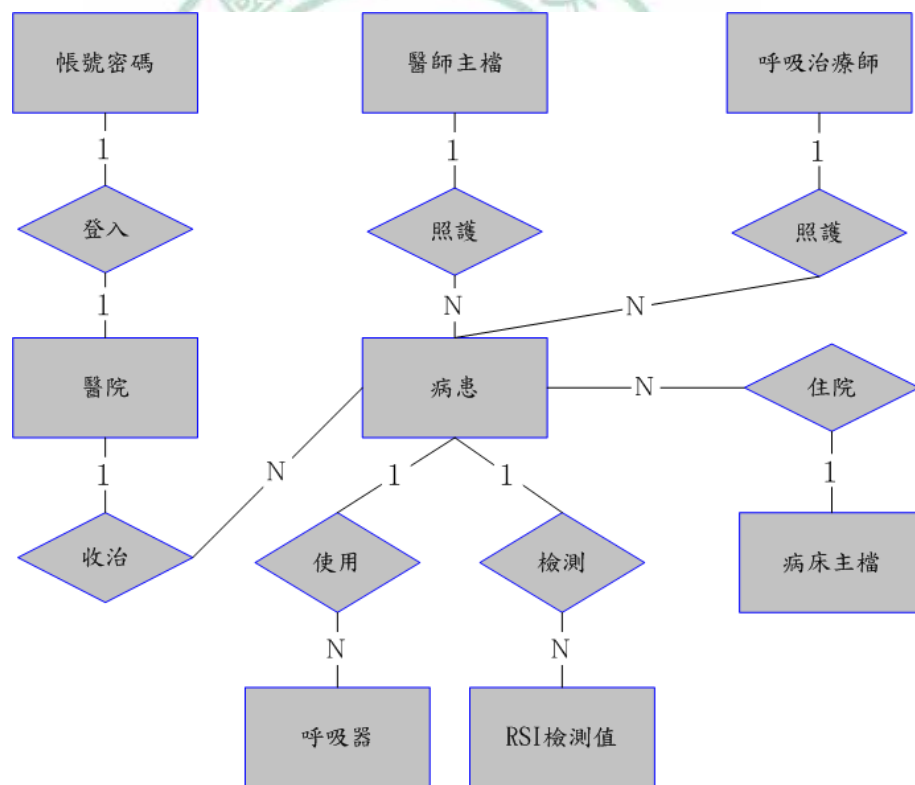 帳號密碼
醫師主檔
呼吸治療師
1
1
1
登入
照護
照護
1
N
N
醫院
病患
N
住院
1
N
1
1
1
收治
使用
檢測
病床主檔
N
N
呼吸器
RSI檢測值